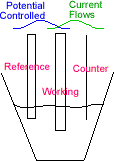 Potential
Controlled
Current
Flows
Reference
Counter
Working